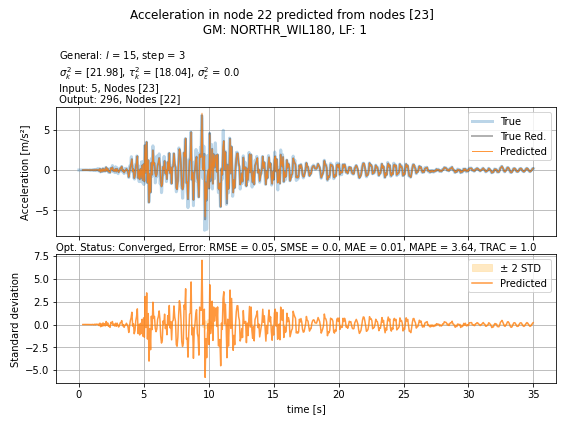 Acceleration in node 22 predicted from nodes [23]
GM: NORTHR_WIL180, LF: 1
General: l = 15, step = 3
σ²ₖ = [21.98], τ²ₖ = [18.04], σ²ε = 0.0
Input: 5, Nodes [23]
Output: 296, Nodes [22]
Acceleration [m/s²]
5
0
−5
True
True Red.
Predicted
Opt. Status: Converged, Error: RMSE = 0.05, SMSE = 0.0, MAE = 0.01, MAPE = 3.64, TRAC = 1.0
Standard deviation
7.5
5.0
2.5
0.0
−2.5
−5.0
± 2 STD
Predicted
0 5 10 15 20 25 30 35
time [s]